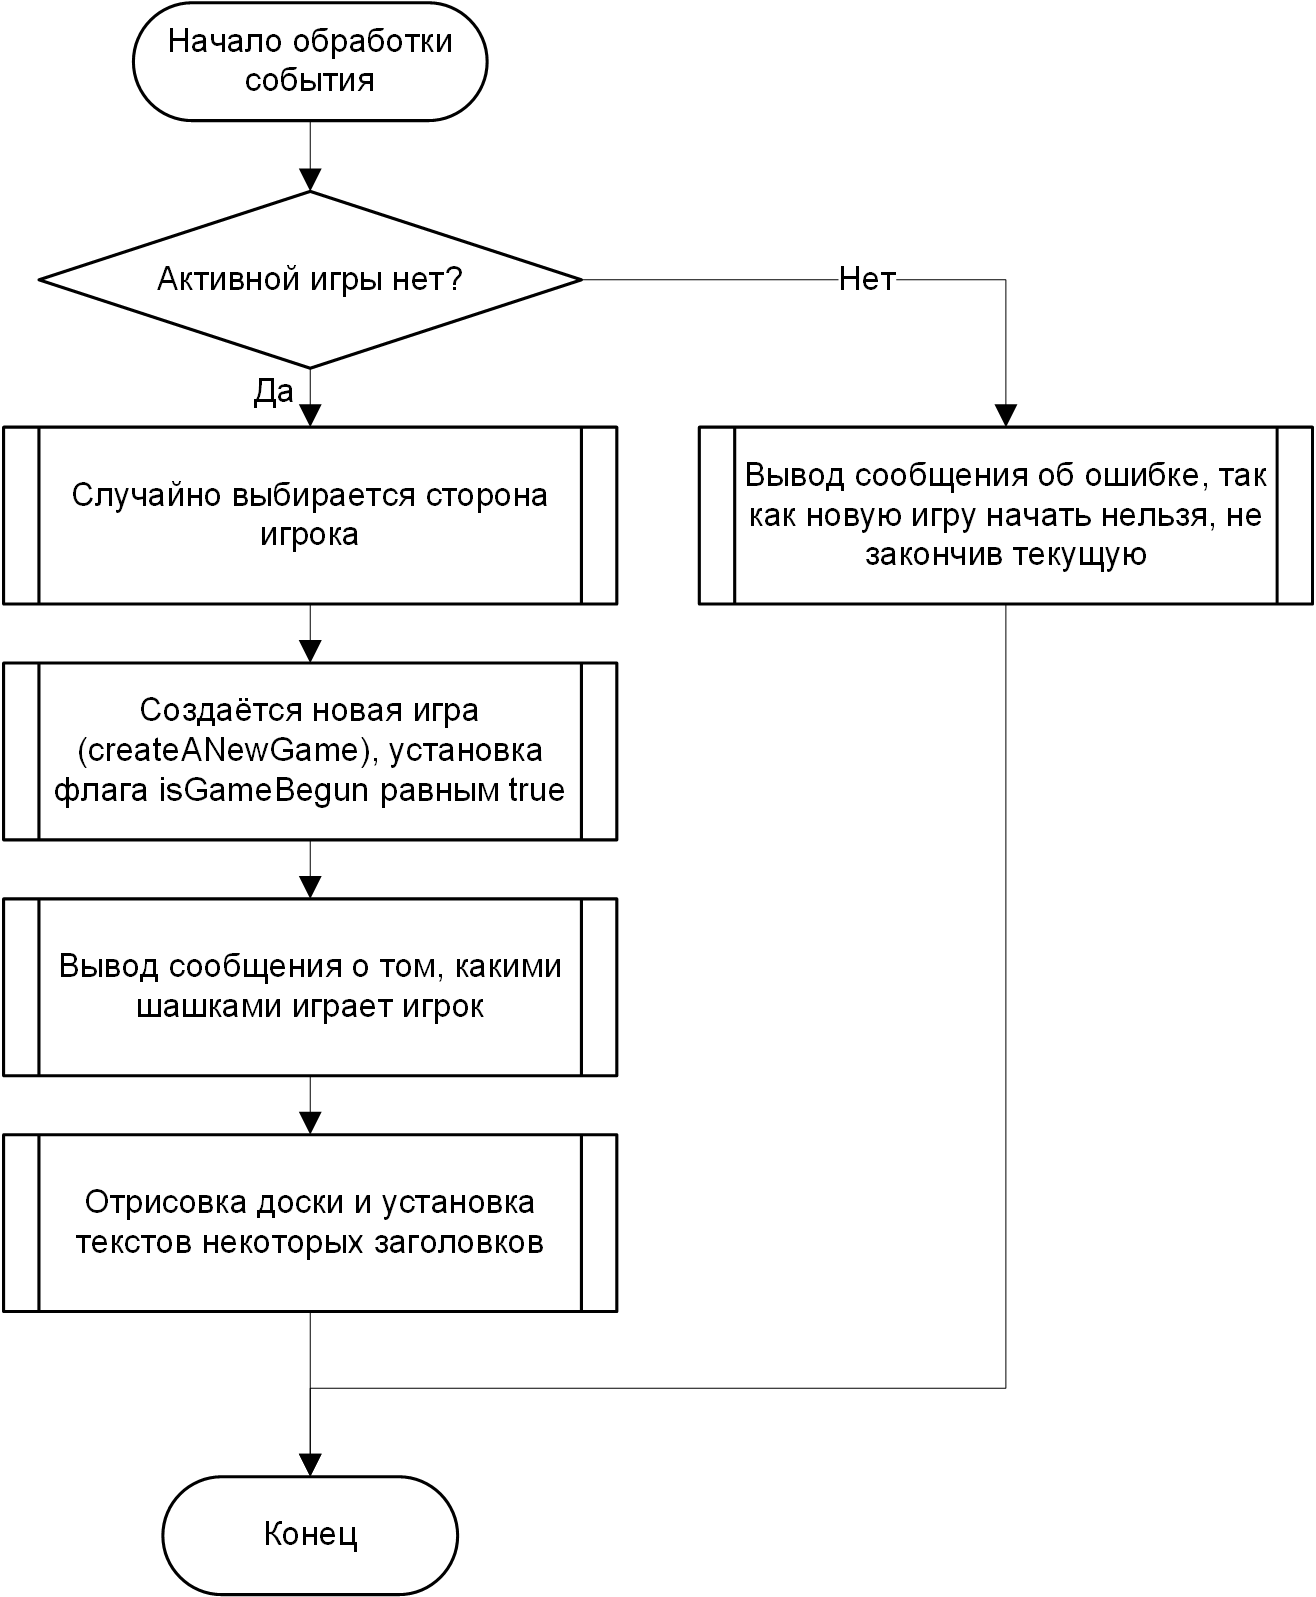 Начало обработки
события
Активной игры нет?
Нет
Да
Случайно выбирается сторона
игрока
Вывод сообщения об ошибке, так
как новую игру начать нельзя, не
закончив текущую
Создаётся новая игра
(createANewGame), установка
флага isGameBegun равным true
Вывод сообщения о том, какими
шашками играет игрок
Отрисовка доски и установка
текстов некоторых заголовков
Конец